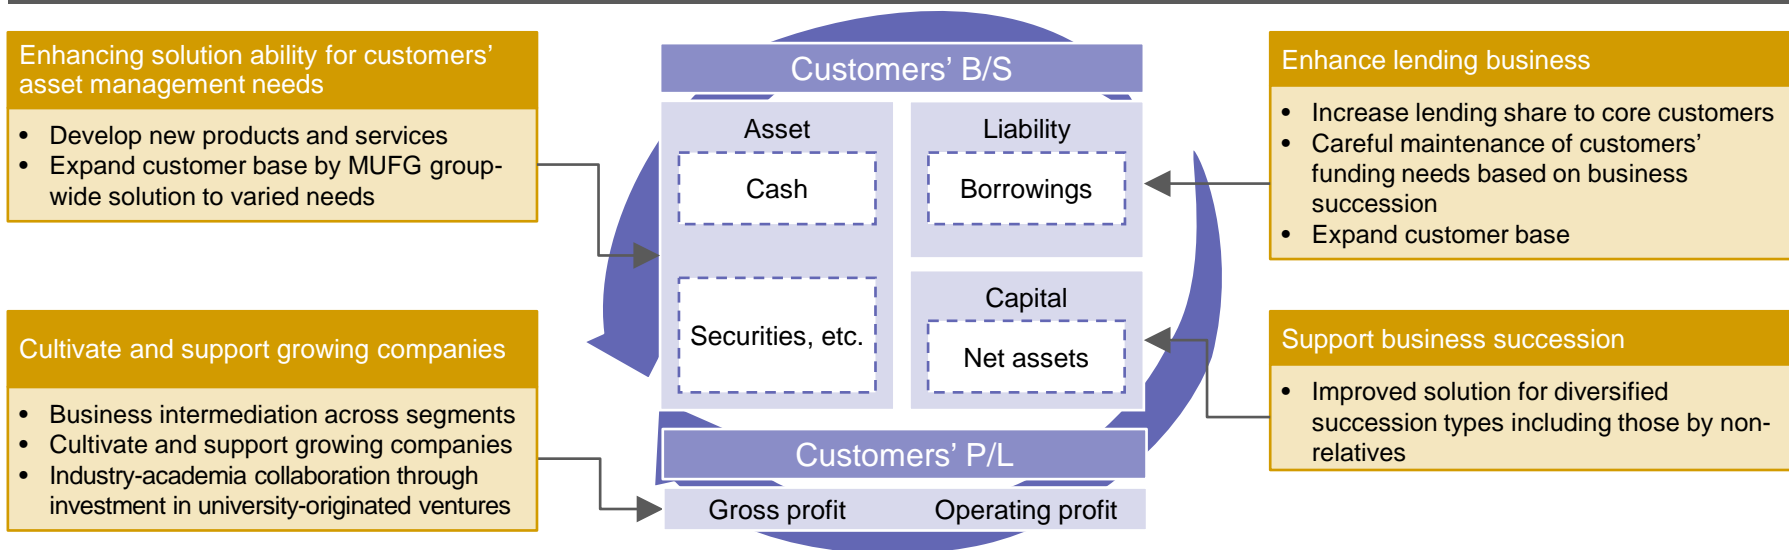 Enhancing solution ability for customers’
asset management needs
• Develop new products and services
• Expand customer base by MUFG group-
wide solution to varied needs
Cultivate and support growing companies
• Business intermediation across segments
• Cultivate and support growing companies
• Industry-academia collaboration through
investment in university-originated ventures
Customers’ B/S
Asset
Cash
Securities, etc.
Liability
Borrowings
Capital
Net assets
Customers’ P/L
Gross profit
Operating profit
Enhance lending business
• Increase lending share to core customers
• Careful maintenance of customers’
funding needs based on business
succession
• Expand customer base
Support business succession
• Improved solution for diversified
succession types including those by non-
relatives